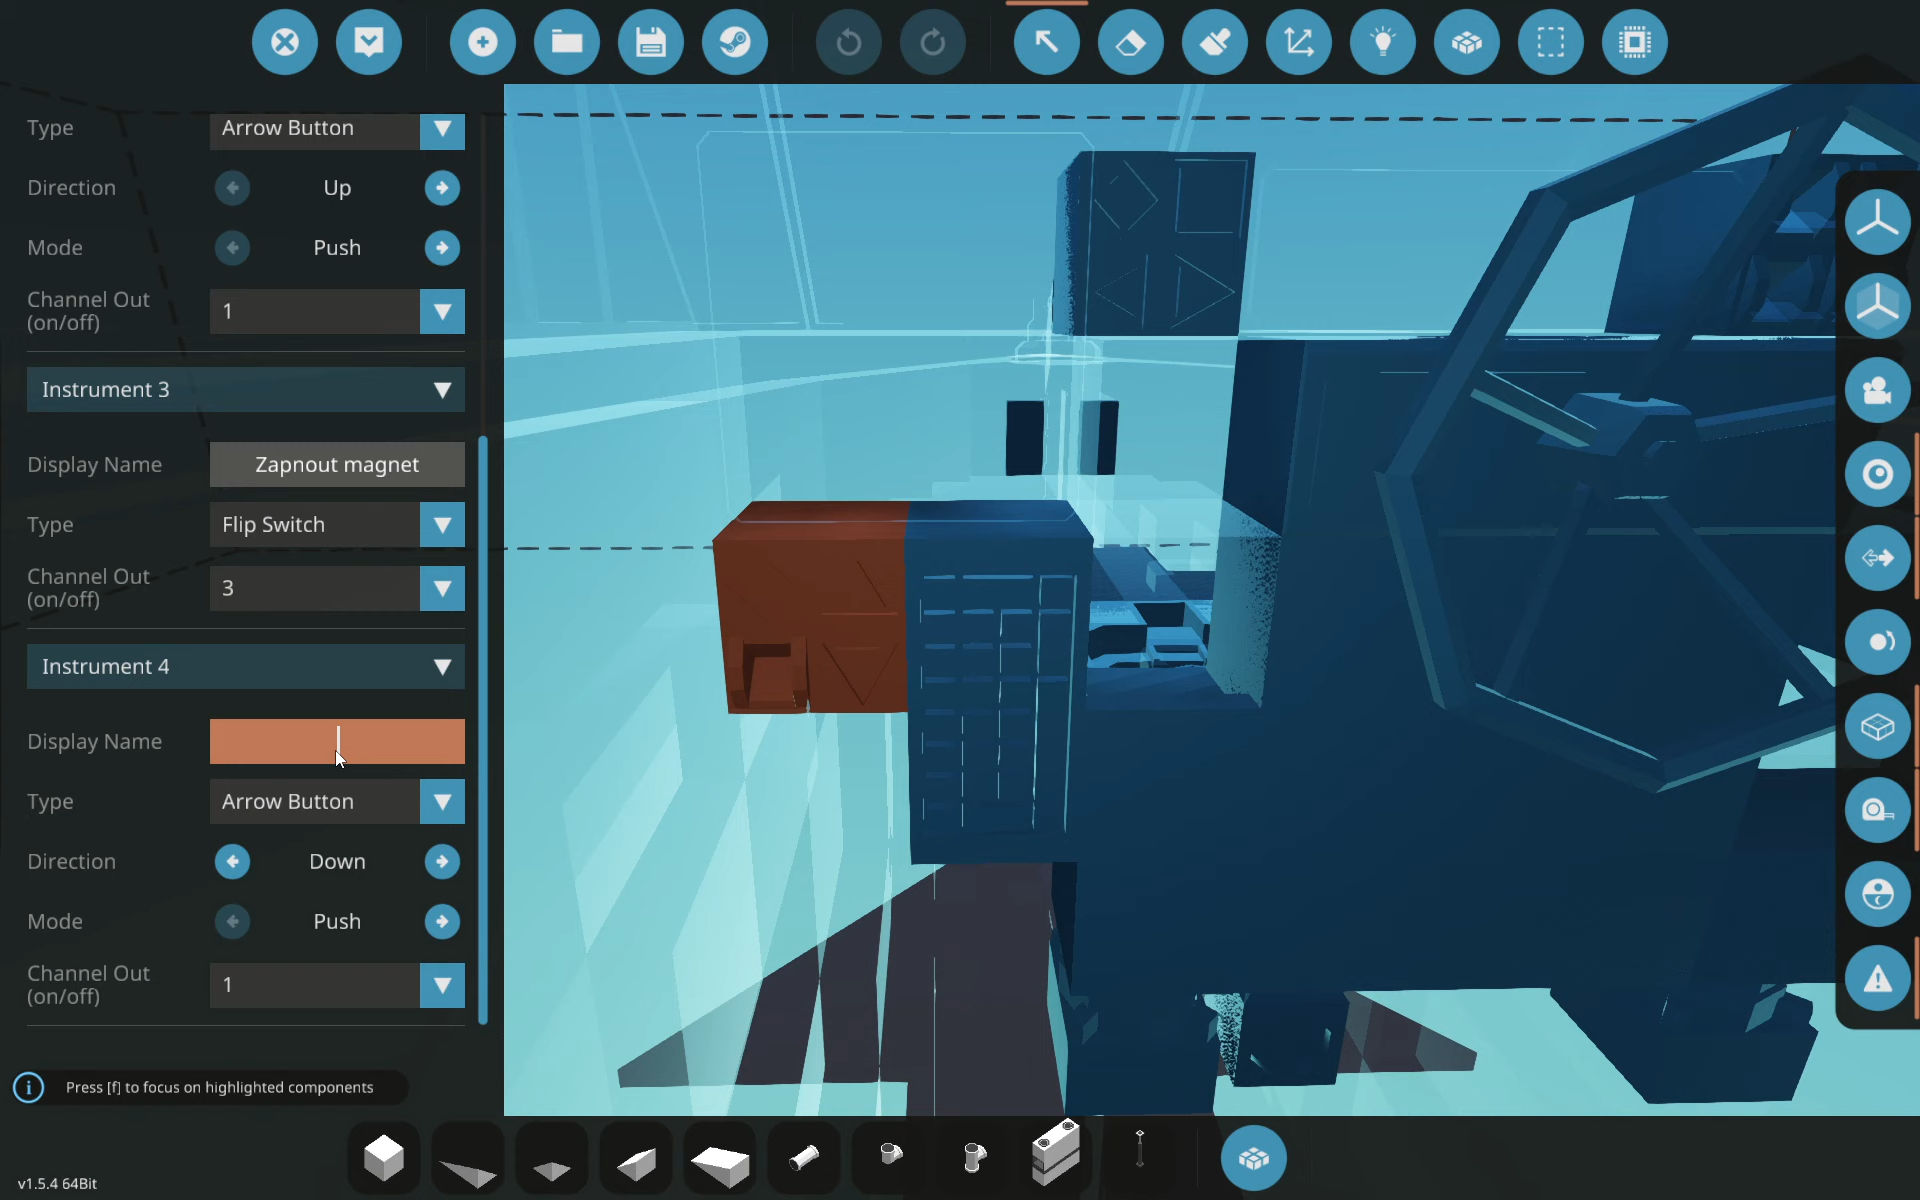 Type
Arrow Button
Direction
Up
Mode
Push
Channel Out
(on/off)
1
Instrument 3
Display Name
Zapnout magnet
Type
Flip Switch
Channel Out
(on/off)
3
Instrument 4
Display Name
Type
Arrow Button
Direction
Down
Mode
Push
Channel Out
(on/off)
1
Press [f] to focus on highlighted components
v1.5.4 64Bit